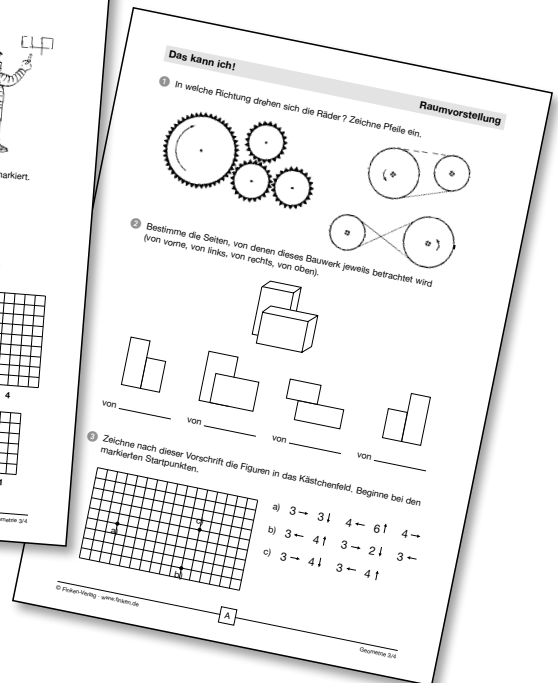 arkiert.
4
Das kann ich!
Raumvorstellung
1 In welche Richtung drehen sich die Räder? Zeichne Pfeile ein.
2 Bestimme die Seiten, von denen dieses Bauwerk jeweils betrachtet wird
(von vorne, von links, von rechts, von oben).
von
von
von
von
3 Zeichne nach dieser Vorschrift die Figuren in das Kästchenfeld. Beginne bei den
markierten Startpunkten.
a
b
c
a) 3→ 3↓ 4← 6↑ 4→
b) 3← 4↑ 3→ 2↓ 3←
c) 3→ 4↓ 3← 4↑
© Finken-Verlag · www.finken.de
A
Geometrie 3/4